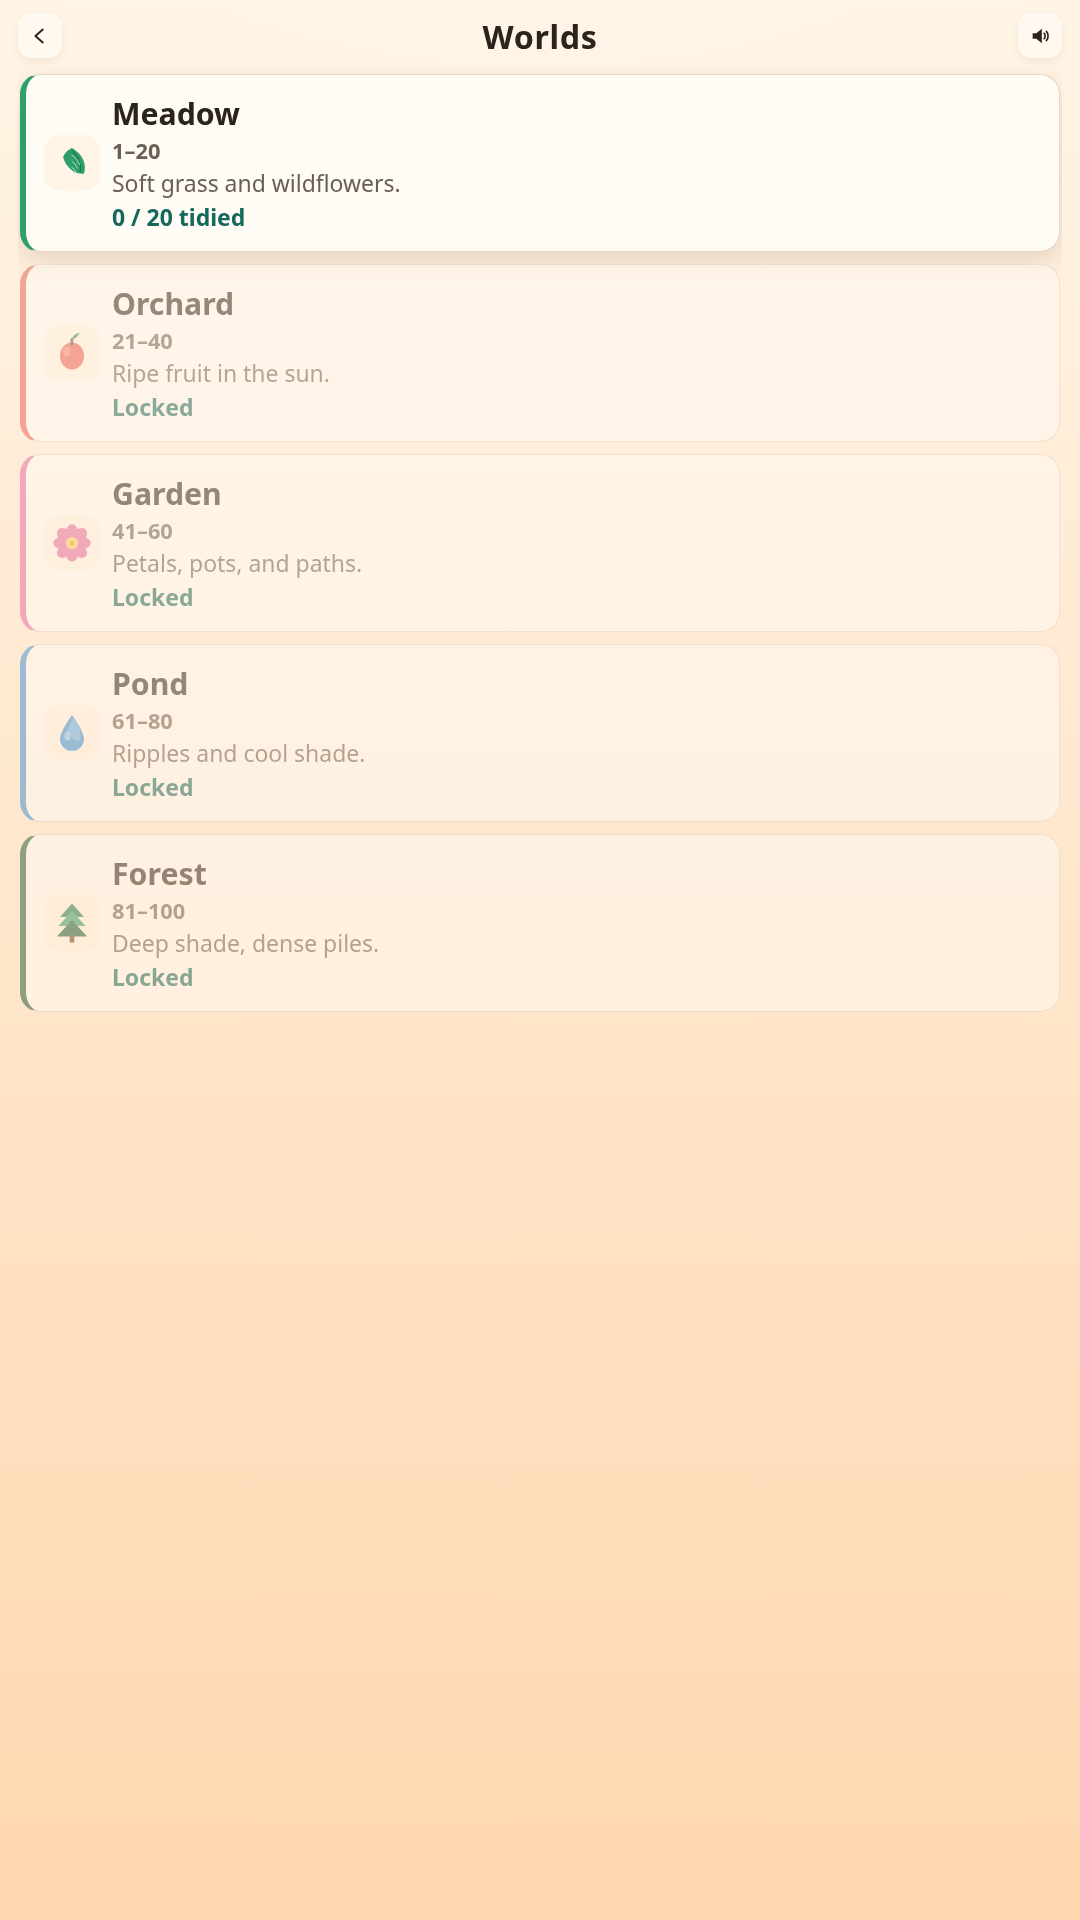 Worlds
Meadow
1–20
Soft grass and wildflowers.
0 / 20 tidied
Orchard
21–40
Ripe fruit in the sun.
Locked
Garden
41–60
Petals, pots, and paths.
Locked
Pond
61–80
Ripples and cool shade.
Locked
Forest
81–100
Deep shade, dense piles.
Locked